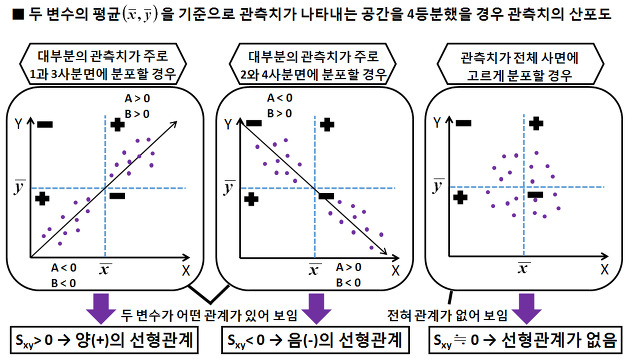 ■ 두 변수의 평균(x̅, y̅)을 기준으로 관측치가 나타내는 공간을 4등분했을 경우 관측치의 산포도
대부분의 관측치가 주로
1과 3사분면에 분포할 경우
대부분의 관측치가 주로
2와 4사분면에 분포할 경우
관측치가 전체 사면에
고르게 분포할 경우
A > 0
B > 0
Y
y̅
A < 0
B < 0
x̅
X
A < 0
B > 0
Y
y̅
A > 0
B < 0
x̅
X
Y
y̅
x̅
X
두 변수가 어떤 관계가 있어 보임
전혀 관계가 없어 보임
Sxy> 0 → 양(+)의 선형관계
Sxy<0 → 음(-)의 선형관계
Sxy≒ 0 → 선형관계가 없음